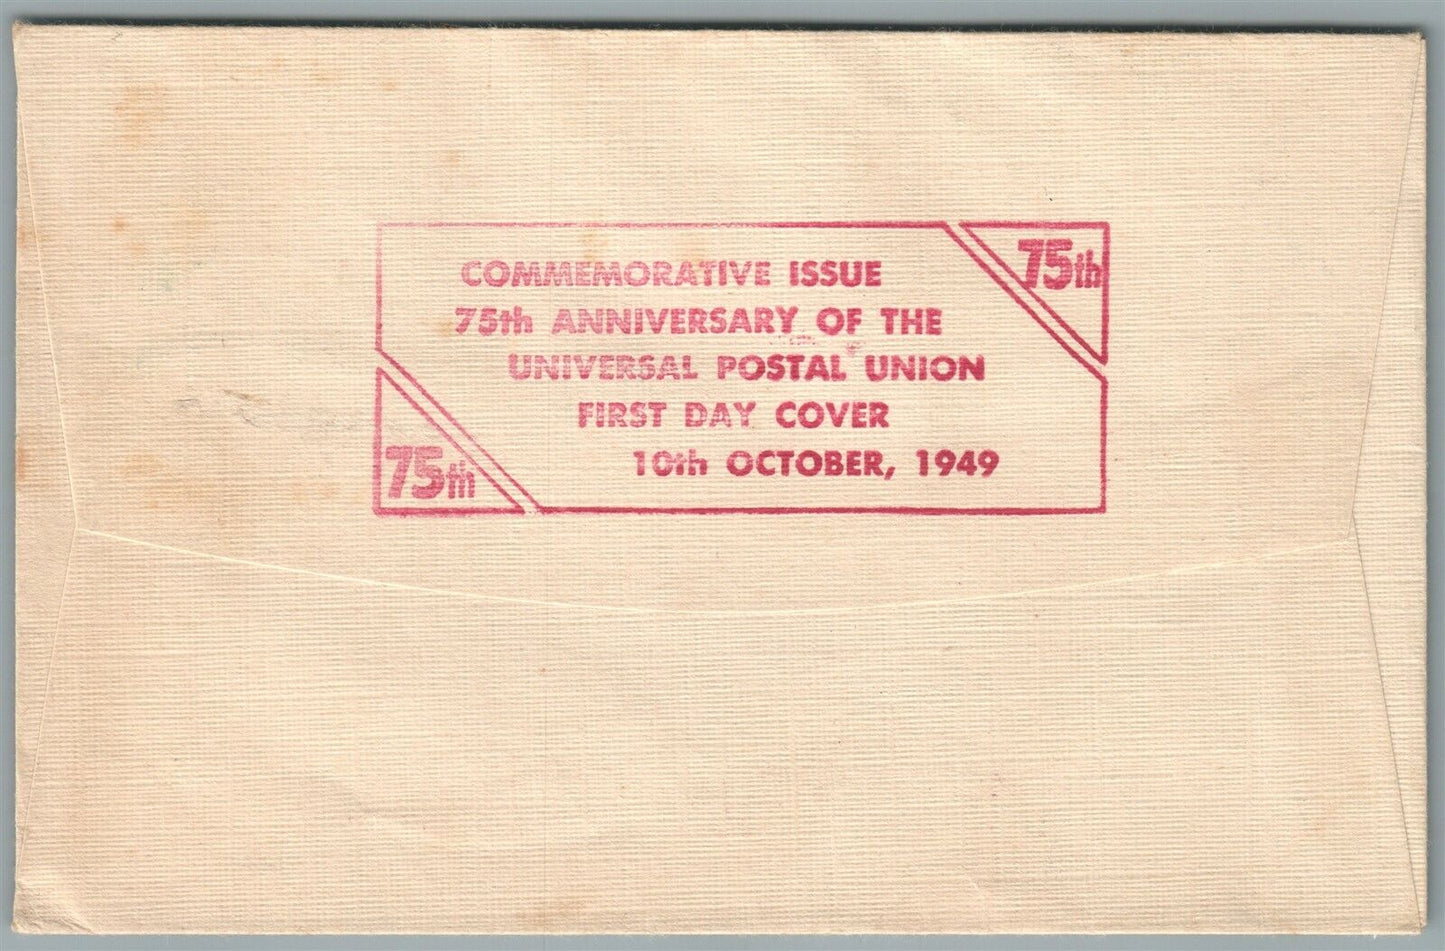 COMMEMORATIVE ISSUE
75th
75th ANNIVERSARY OF THE
UNIVERSAL POSTAL UNION
FIRST DAY COVER
10th OCTOBER, 1949
75th